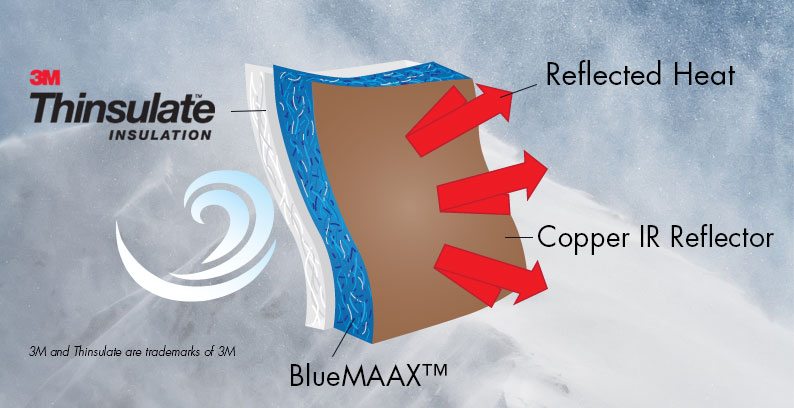 3M
Thinsulate™
INSULATION
Reflected Heat
Copper IR Reflector
3M and Thinsulate are trademarks of 3M
BlueMAAX™